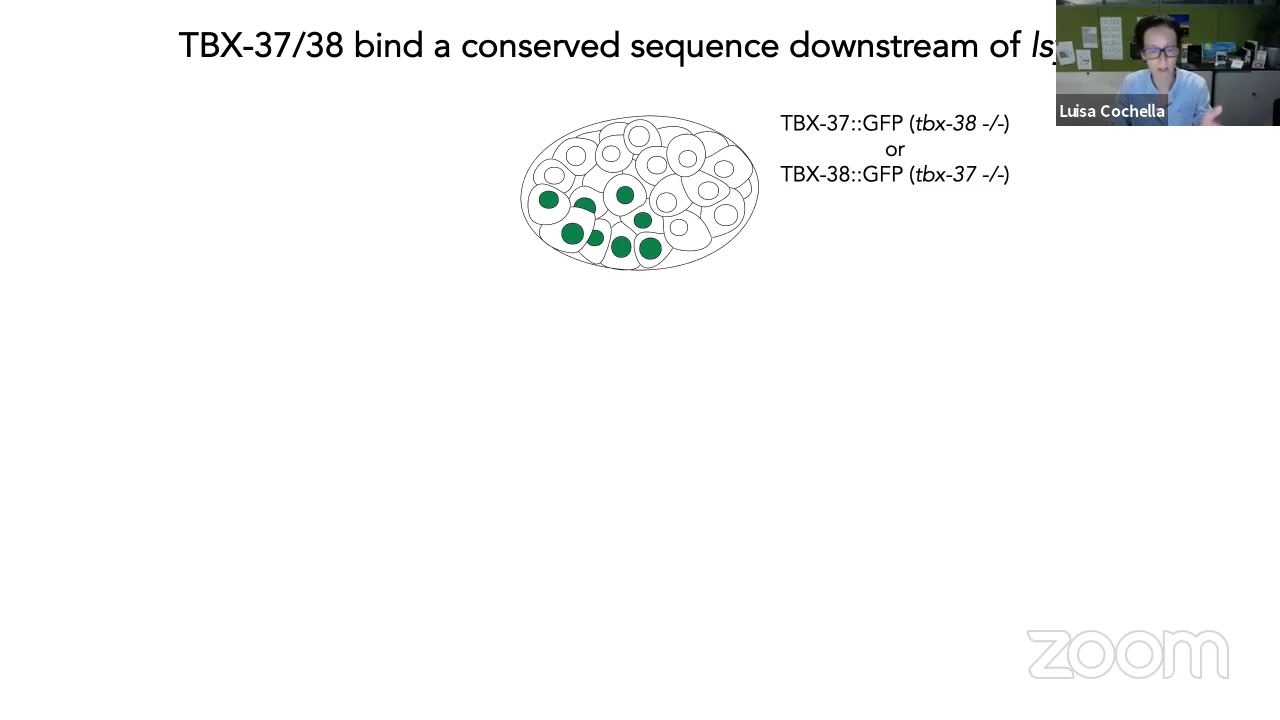 TBX-37/38 bind a conserved sequence downstream of
Luisa Cochella
TBX-37::GFP (tbx-38 -/-)
or
TBX-38::GFP (tbx-37 -/-)
zoom